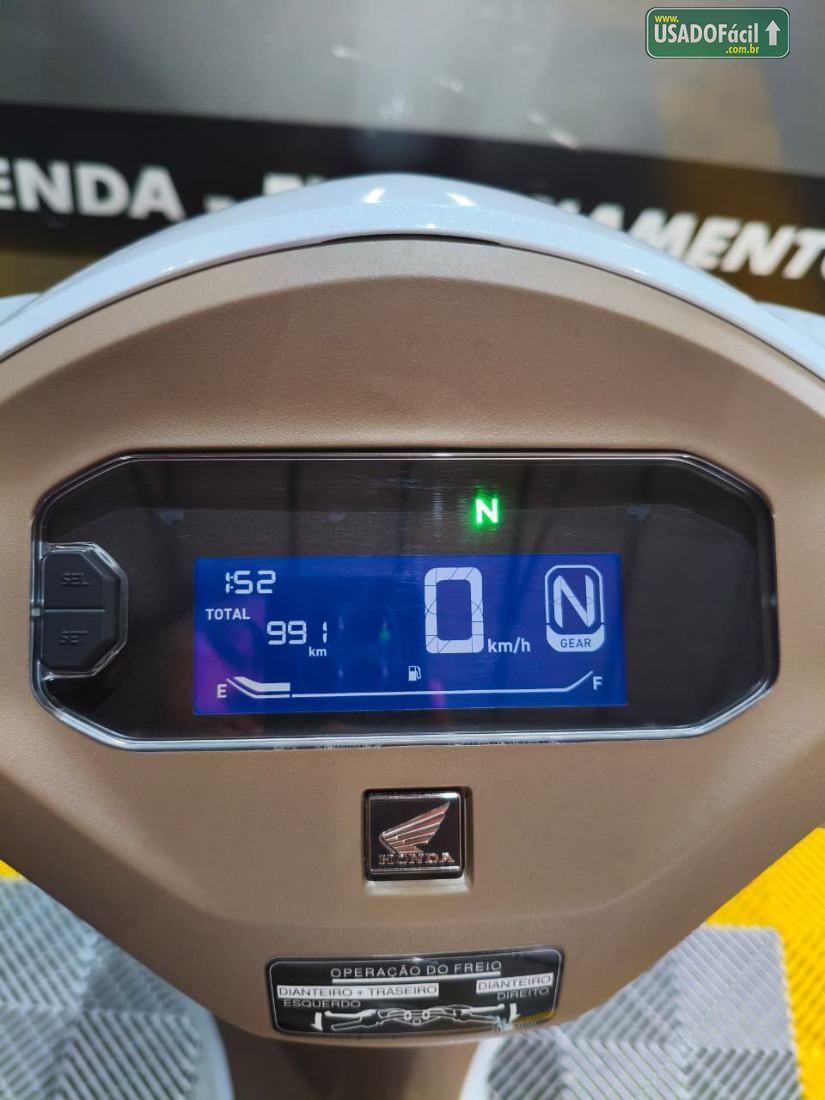 www.
USADOFácil
.com.br
ENDA -
AMENTO
N
SEL
SET
1:52
TOTAL
991
km
0 km/h
N
GEAR
E F
HONDA
OPERAÇÃO DO FREIO
DIANTEIRO + TRASEIRO
ESQUERDO
DIANTEIRO
DIREITO